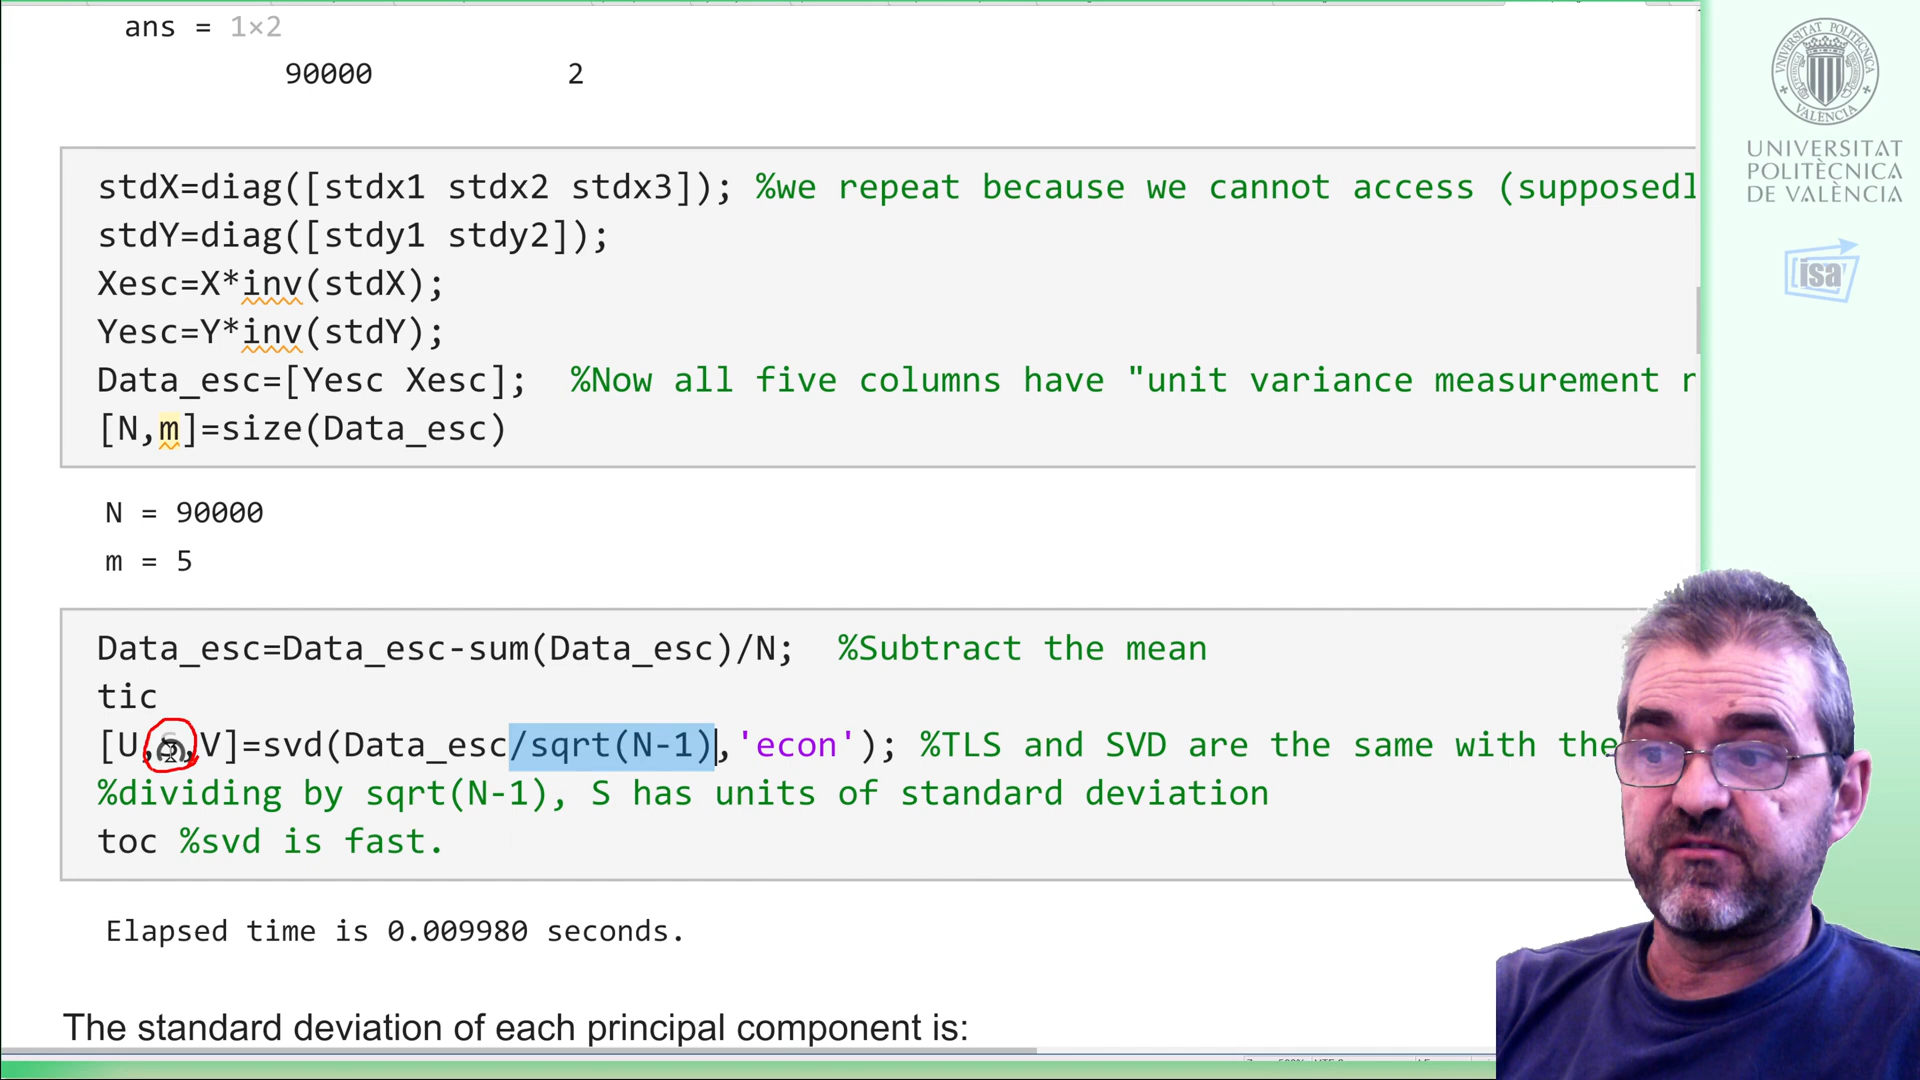 ans = 1×2
90000 2
stdX=diag([stdx1 stdx2 stdx3]); %we repeat because we cannot access (supposedl
stdY=diag([stdy1 stdy2]);
Xesc=X*inv(stdX);
Yesc=Y*inv(stdY);
Data_esc=[Yesc Xesc]; %Now all five columns have "unit variance measurement
[N,m]=size(Data_esc)
N = 90000
m = 5
Data_esc=Data_esc-sum(Data_esc)/N; %Subtract the mean
tic
[U,S,V]=svd(Data_esc/sqrt(N-1),'econ'); %TLS and SVD are the same with the
%dividing by sqrt(N-1), S has units of standard deviation
toc %svd is fast.
Elapsed time is 0.009980 seconds.
The standard deviation of each principal component is:
UNIVERSITAT
POLITÈCNICA
DE VALÈNCIA
isa